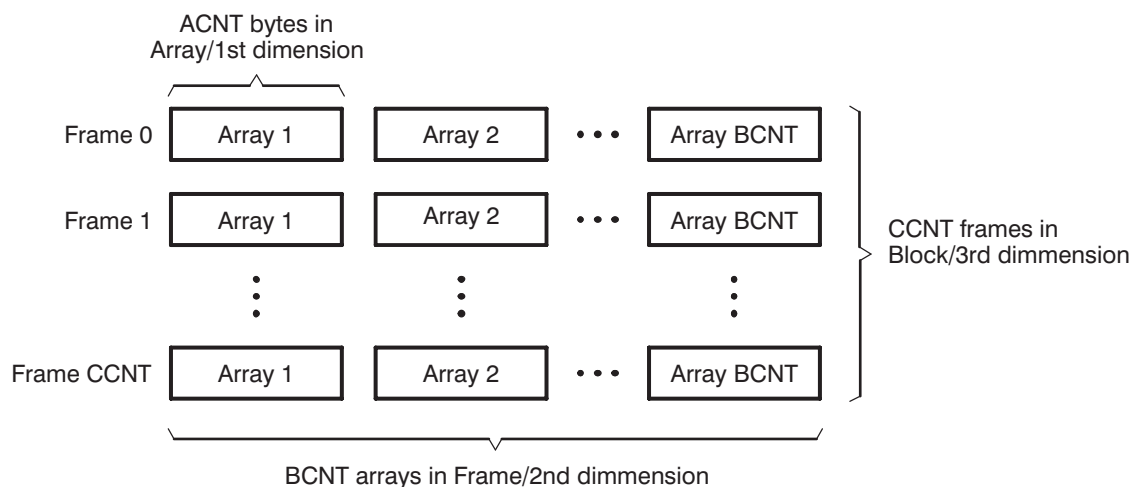 ACNT bytes in
Array/1st dimension
Frame 0 Array 1 Array 2 Array BCNT
Frame 1 Array 1 Array 2 Array BCNT
CCNT frames in
Block/3rd dimmension
Frame CCNT Array 1 Array 2 Array BCNT
BCNT arrays in Frame/2nd dimmension